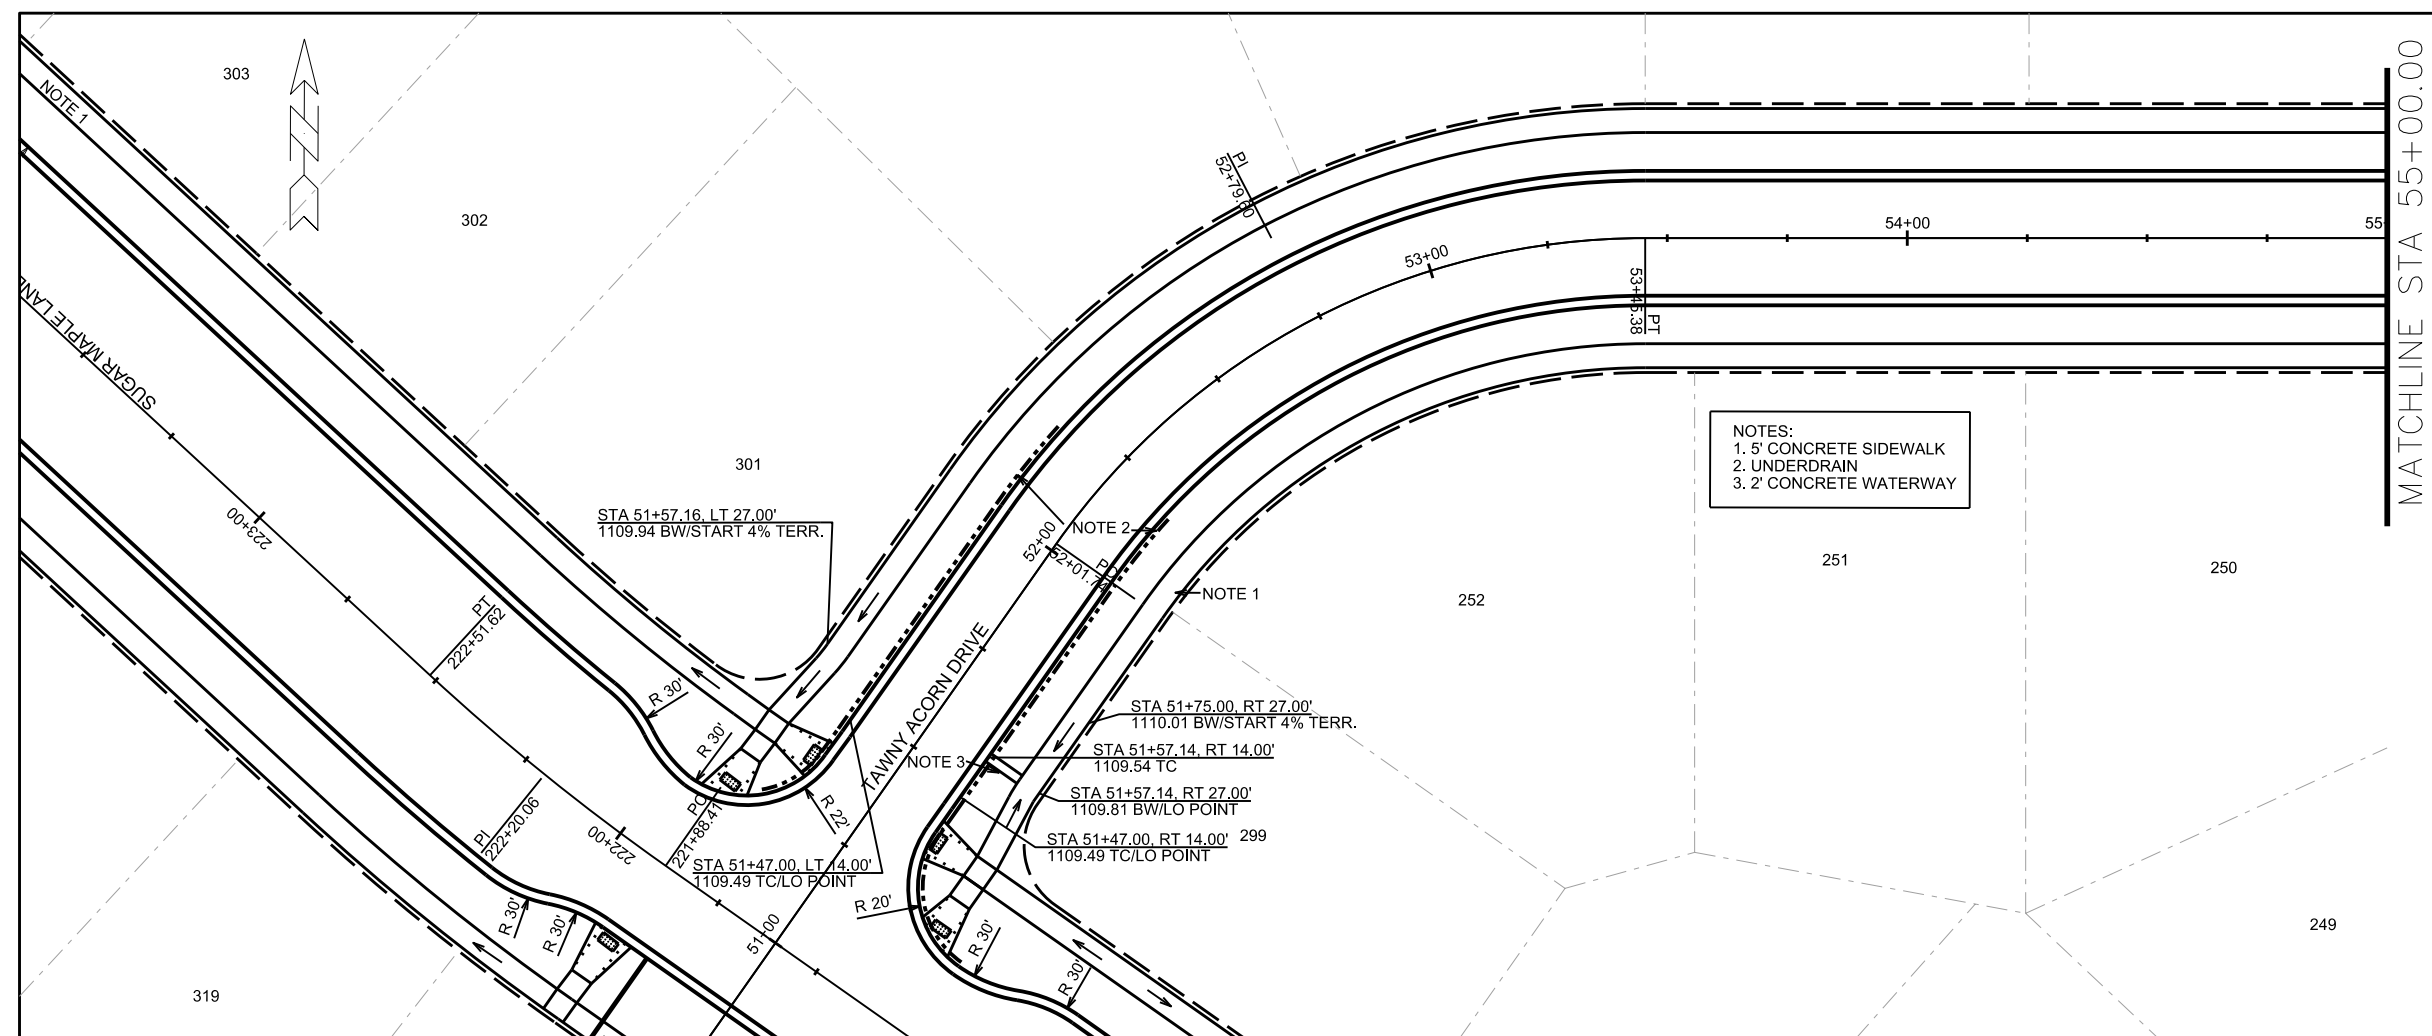 303
NOTE 1
302
SUGAR MAPLE LANE
301
STA 51+57.16, LT 27.00'
1109.94 BW/START 4% TERR.
223+00
PT
222+51.62
R 30'
R 30'
PI
222+20.06
222+00
221+88.41
R 22'
STA 51+47.00, LT 14.00'
1109.49 TC/LO POINT
R 30'
R 30'
319
51+00
TAWNY ACORN DRIVE
PI
52+79.60
53+00
53+45.38
PT
54+00
55
MATCHLINE STA 55+00.00
NOTES:
1. 5' CONCRETE SIDEWALK
2. UNDERDRAIN
3. 2' CONCRETE WATERWAY
52+00
NOTE 2
NOTE 1
252
251
250
STA 51+75.00, RT 27.00'
1110.01 BW/START 4% TERR.
STA 51+57.14, RT 14.00'
1109.54 TC
NOTE 3
STA 51+57.14, RT 27.00'
1109.81 BW/LO POINT
STA 51+47.00, RT 14.00'
1109.49 TC/LO POINT
299
R 20'
R 30'
R 30'
249